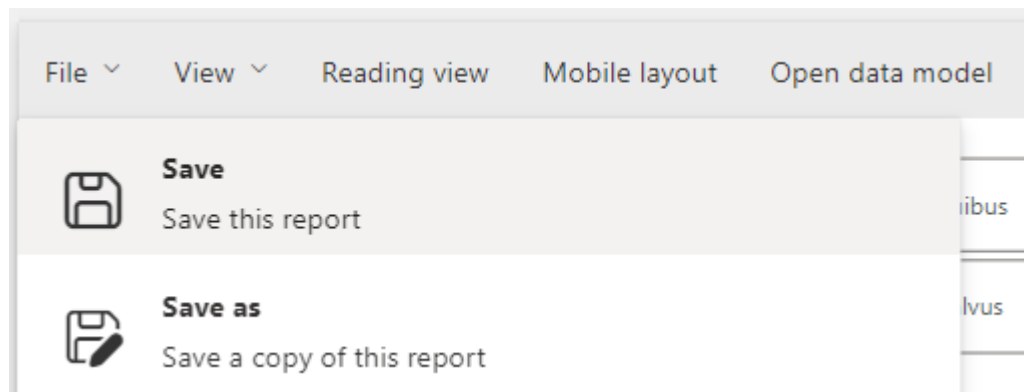 File View Reading view Mobile layout Open data model
Save
Save this report
Save as
Save a copy of this report